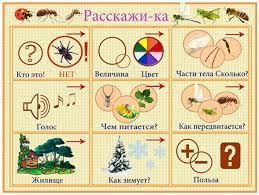 Расскажи-ка
Кто это! НЕТ!
Величина Цвет
Части тела Сколько?
Голос
Чем питается?
Как передвигается?
Жилище
Как зимует?
Польза